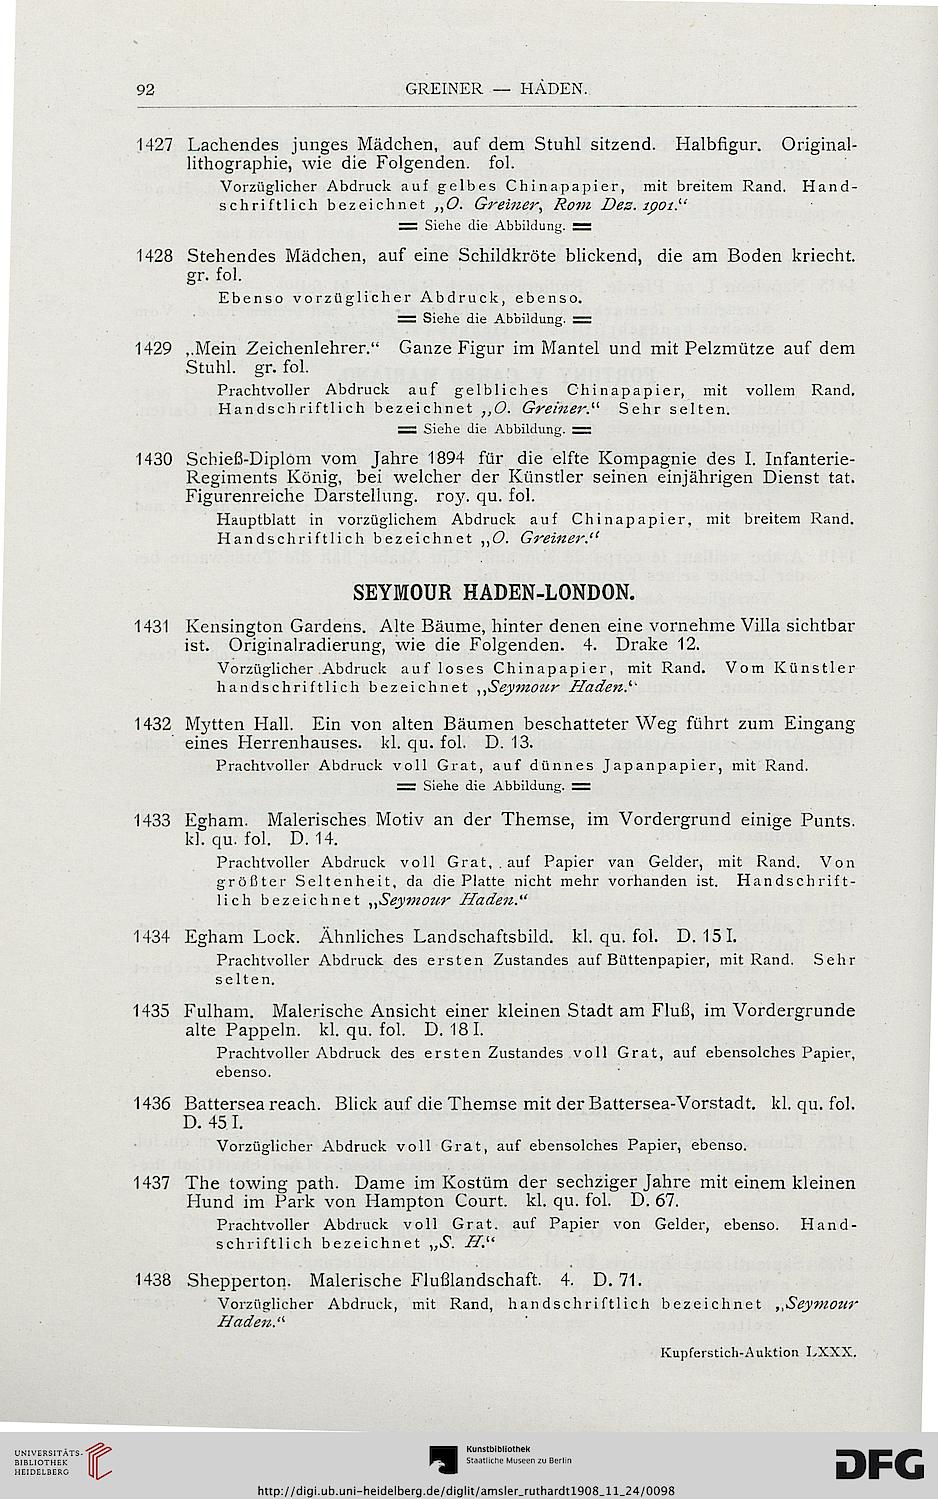 92 GREINER — HADEN.
1427 Lachendes junges Mädchen, auf dem Stuhl sitzend. Halbfigur. Original-
lithographie, wie die Folgenden. fol.
Vorzüglicher Abdruck auf gelbes Chinapapier, mit breitem Rand. Hand-
schriftlich bezeichnet „O. Greiner, Rom Dez. 1901.“
Siehe die Abbildung.
1428 Stehendes Mädchen, auf eine Schildkröte blickend, die am Boden kriecht.
gr. fol.
Ebenso vorzüglicher Abdruck, ebenso.
Siehe die Abbildung.
1429 „Mein Zeichenlehrer.“ Ganze Figur im Mantel und mit Pelzmütze auf dem
Stuhl. gr. fol.
Prachtvoller Abdruck auf gelbliches Chinapapier, mit vollem Rand.
Handschriftlich bezeichnet „O. Greiner.“ Sehr selten.
Siehe die Abbildung.
1430 Schieß-Diplom vom Jahre 1894 für die elfte Kompagnie des I. Infanterie-
Regiments König, bei welcher der Künstler seinen einjährigen Dienst tat.
Figurenreiche Darstellung. roy. qu. fol.
Hauptblatt in vorzüglichem Abdruck auf Chinapapier, mit breitem Rand.
Handschriftlich bezeichnet „O. Greiner.“
SEYMOUR HADEN-LONDON.
1431 Kensington Gardens. Alte Bäume, hinter denen eine vornehme Villa sichtbar
ist. Originalradierung, wie die Folgenden. 4. Drake 12.
Vorzüglicher Abdruck auf loses Chinapapier, mit Rand. Vom Künstler
handschriftlich bezeichnet „Seymour Haden.“
1432 Mytten Hall. Ein von alten Bäumen beschatteter Weg führt zum Eingang
eines Herrenhauses. kl. qu. fol. D. 13.
Prachtvoller Abdruck voll Grat, auf dünnes Japanpapier, mit Rand.
Siehe die Abbildung.
1433 Egham. Malerisches Motiv an der Themse, im Vordergrund einige Punts.
kl. qu. fol. D. 14.
Prachtvoller Abdruck voll Grat, auf Papier van Gelder, mit Rand. Von
größter Seltenheit, da die Platte nicht mehr vorhanden ist. Handschrift-
lich bezeichnet „Seymour Haden.“
1434 Egham Lock. Ähnliches Landschaftsbild. kl. qu. fol. D. 15 I.
Prachtvoller Abdruck des ersten Zustandes auf Büttenpapier, mit Rand. Sehr
selten.
1435 Fulham. Malerische Ansicht einer kleinen Stadt am Fluß, im Vordergrunde
alte Pappeln. kl. qu. fol. D. 18 I.
Prachtvoller Abdruck des ersten Zustandes voll Grat, auf ebensolches Papier,
ebenso.
1436 Battersea reach. Blick auf die Themse mit der Battersea-Vorstadt. kl. qu. fol.
D. 45 I.
Vorzüglicher Abdruck voll Grat, auf ebensolches Papier, ebenso.
1437 The towing path. Dame im Kostüm der sechziger Jahre mit einem kleinen
Hund im Park von Hampton Court. kl. qu. fol. D. 67.
Prachtvoller Abdruck voll Grat, auf Papier von Gelder, ebenso. Hand-
schriftlich bezeichnet „S. H.“
1438 Shepperton. Malerische Flußlandschaft. 4. D. 71.
Vorzüglicher Abdruck, mit Rand, handschriftlich bezeichnet „Seymour
Haden.“
Kupferstich-Auktion LXXX.
UNIVERSITÄTS-
BIBLIOTHEK
HEIDELBERG
Kunstbibliothek
Staatliche Museen zu Berlin
DFG
http://digi.ub.uni-heidelberg.de/diglit/amsler_ruthardt1908_11_24/0098